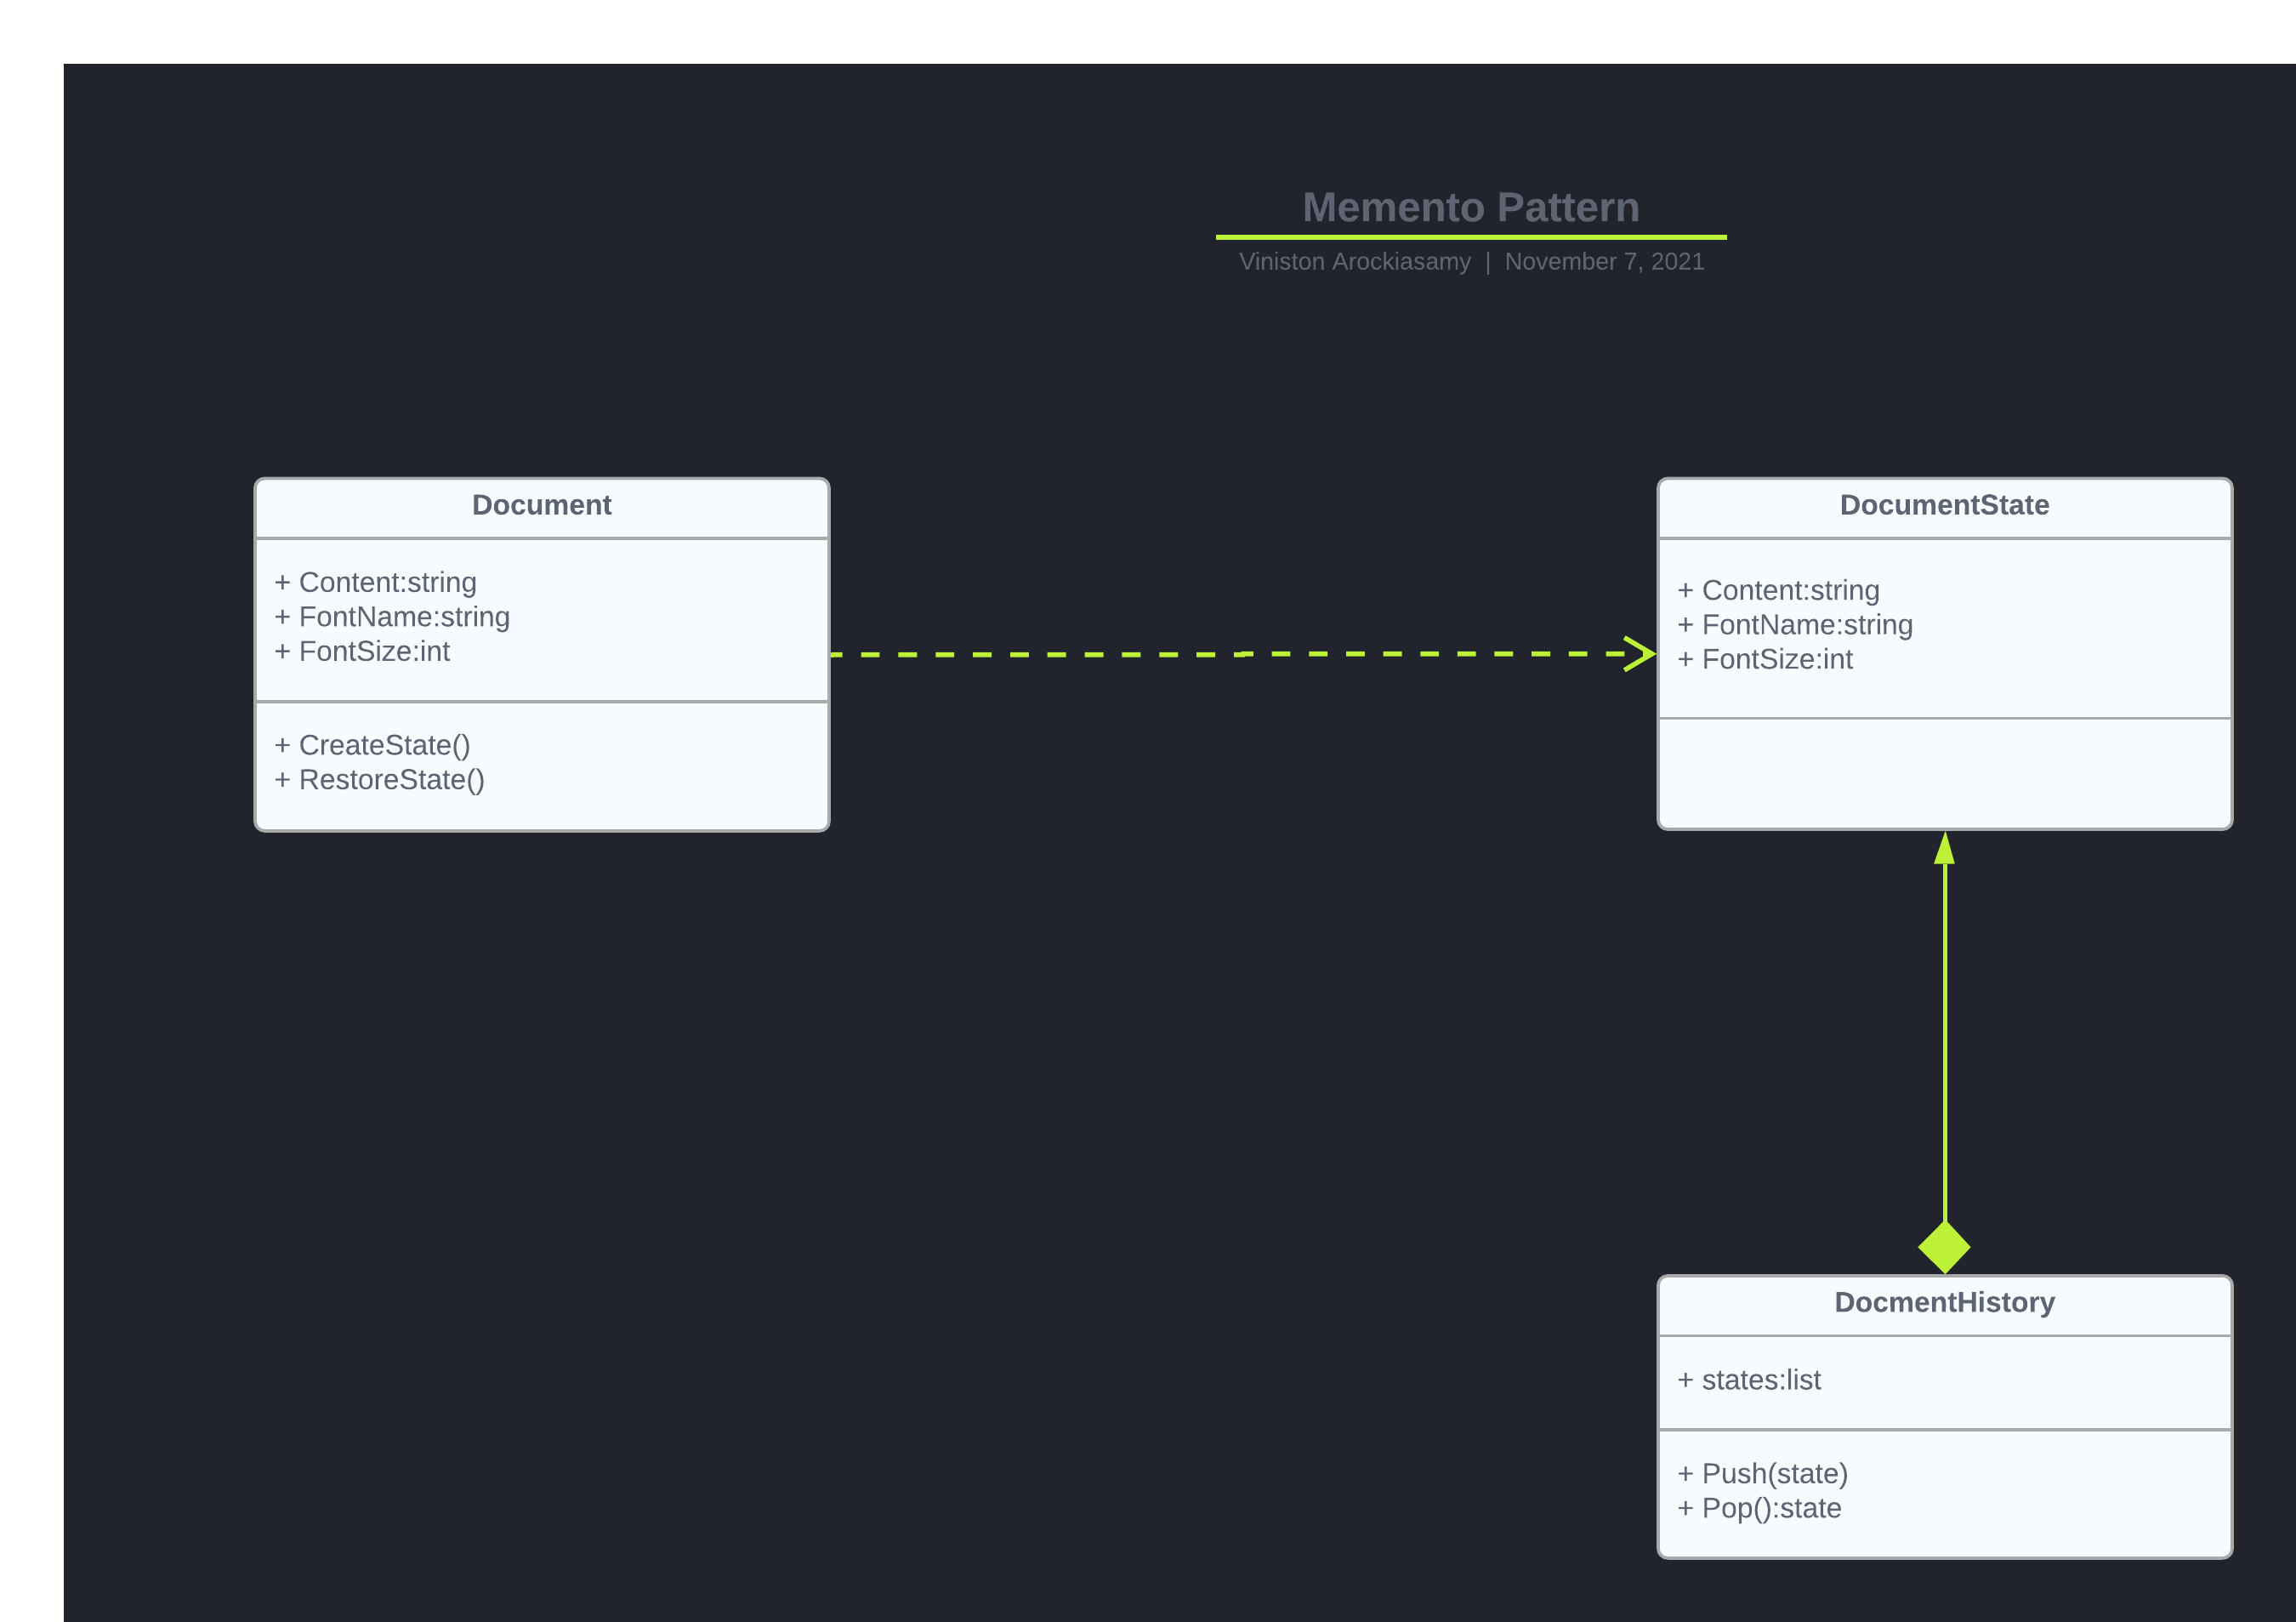 Memento Pattern
Viniston Arockiasamy | November 7, 2021
Document
+ Content:string
+ FontName:string
+ FontSize:int
+ CreateState()
+ RestoreState()
DocumentState
+ Content:string
+ FontName:string
+ FontSize:int
DocmentHistory
+ states:list
+ Push(state)
+ Pop():state